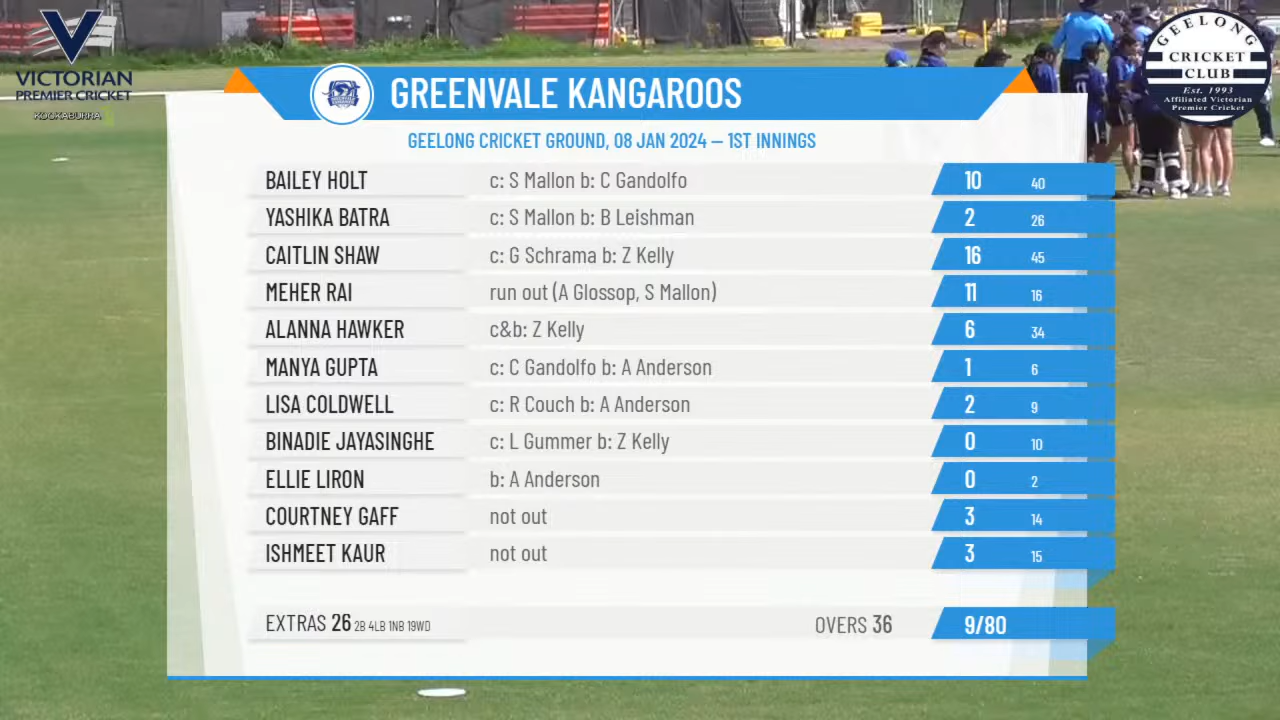 VICTORIAN
PREMIER CRICKET
KOOKABURRA
GEELONG
CRICKET
CLUB
Est. 1993
Affiliated Victorian
Premier Cricket
GREENVALE KANGAROOS
GEELONG CRICKET GROUND, 08 JAN 2024 – 1ST INNINGS
BAILEY HOLT c: S Mallon b: C Gandolfo 10 40
YASHIKA BATRA c: S Mallon b: B Leishman 2 26
CAITLIN SHAW c: G Schrama b: Z Kelly 16 45
MEHER RAI run out (A Glossop, S Mallon) 11 16
ALANNA HAWKER c&b: Z Kelly 6 34
MANYA GUPTA c: C Gandolfo b: A Anderson 1 6
LISA COLDWELL c: R Couch b: A Anderson 2 9
BINADIE JAYASINGHE c: L Gummer b: Z Kelly 0 10
ELLIE LIRON b: A Anderson 0 2
COURTNEY GAFF not out 3 14
ISHMEET KAUR not out 3 15
EXTRAS 26 2B 4LB 1NB 19WD OVERS 36 9/80